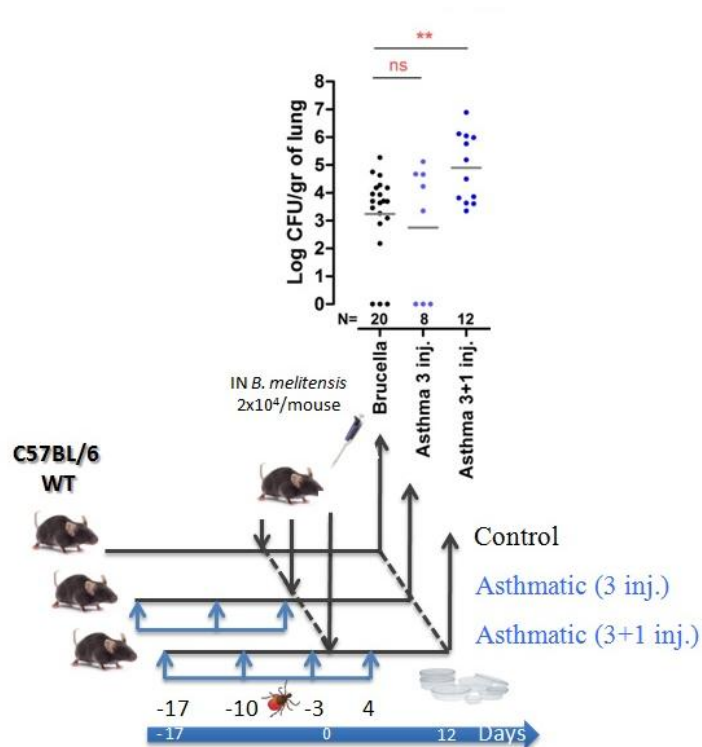 **
ns
Log CFU/gr of lung
8
7
6
5
4
3
2
1
0
N= 20 8 12
Brucella
Asthma 3 inj.
Asthma 3+1 inj.
IN B. melitensis
2x10⁴/mouse
C57BL/6
WT
Control
Asthmatic (3 inj.)
Asthmatic (3+1 inj.)
-17 -10 -3 4
-17 0 12 Days